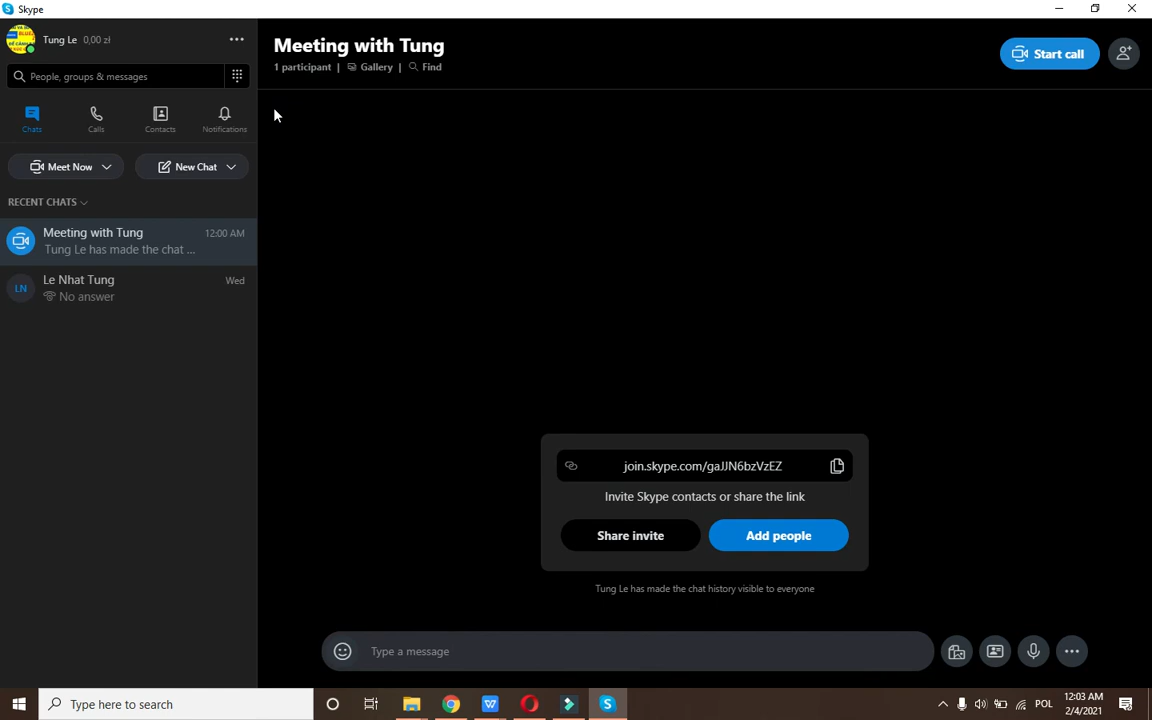 Skype
Tung Le 0,00 zł
People, groups & messages
Chats
Calls
Contacts
Notifications
Meet Now
New Chat
RECENT CHATS
Meeting with Tung 12:00 AM
Tung Le has made the chat ...
LN
Le Nhat Tung Wed
No answer
Meeting with Tung
1 participant | Gallery | Find
Start call
join.skype.com/gaJJN6bzVzEZ
Invite Skype contacts or share the link
Share invite
Add people
Tung Le has made the chat history visible to everyone
Type a message
Type here to search
POL
12:03 AM
2/4/2021